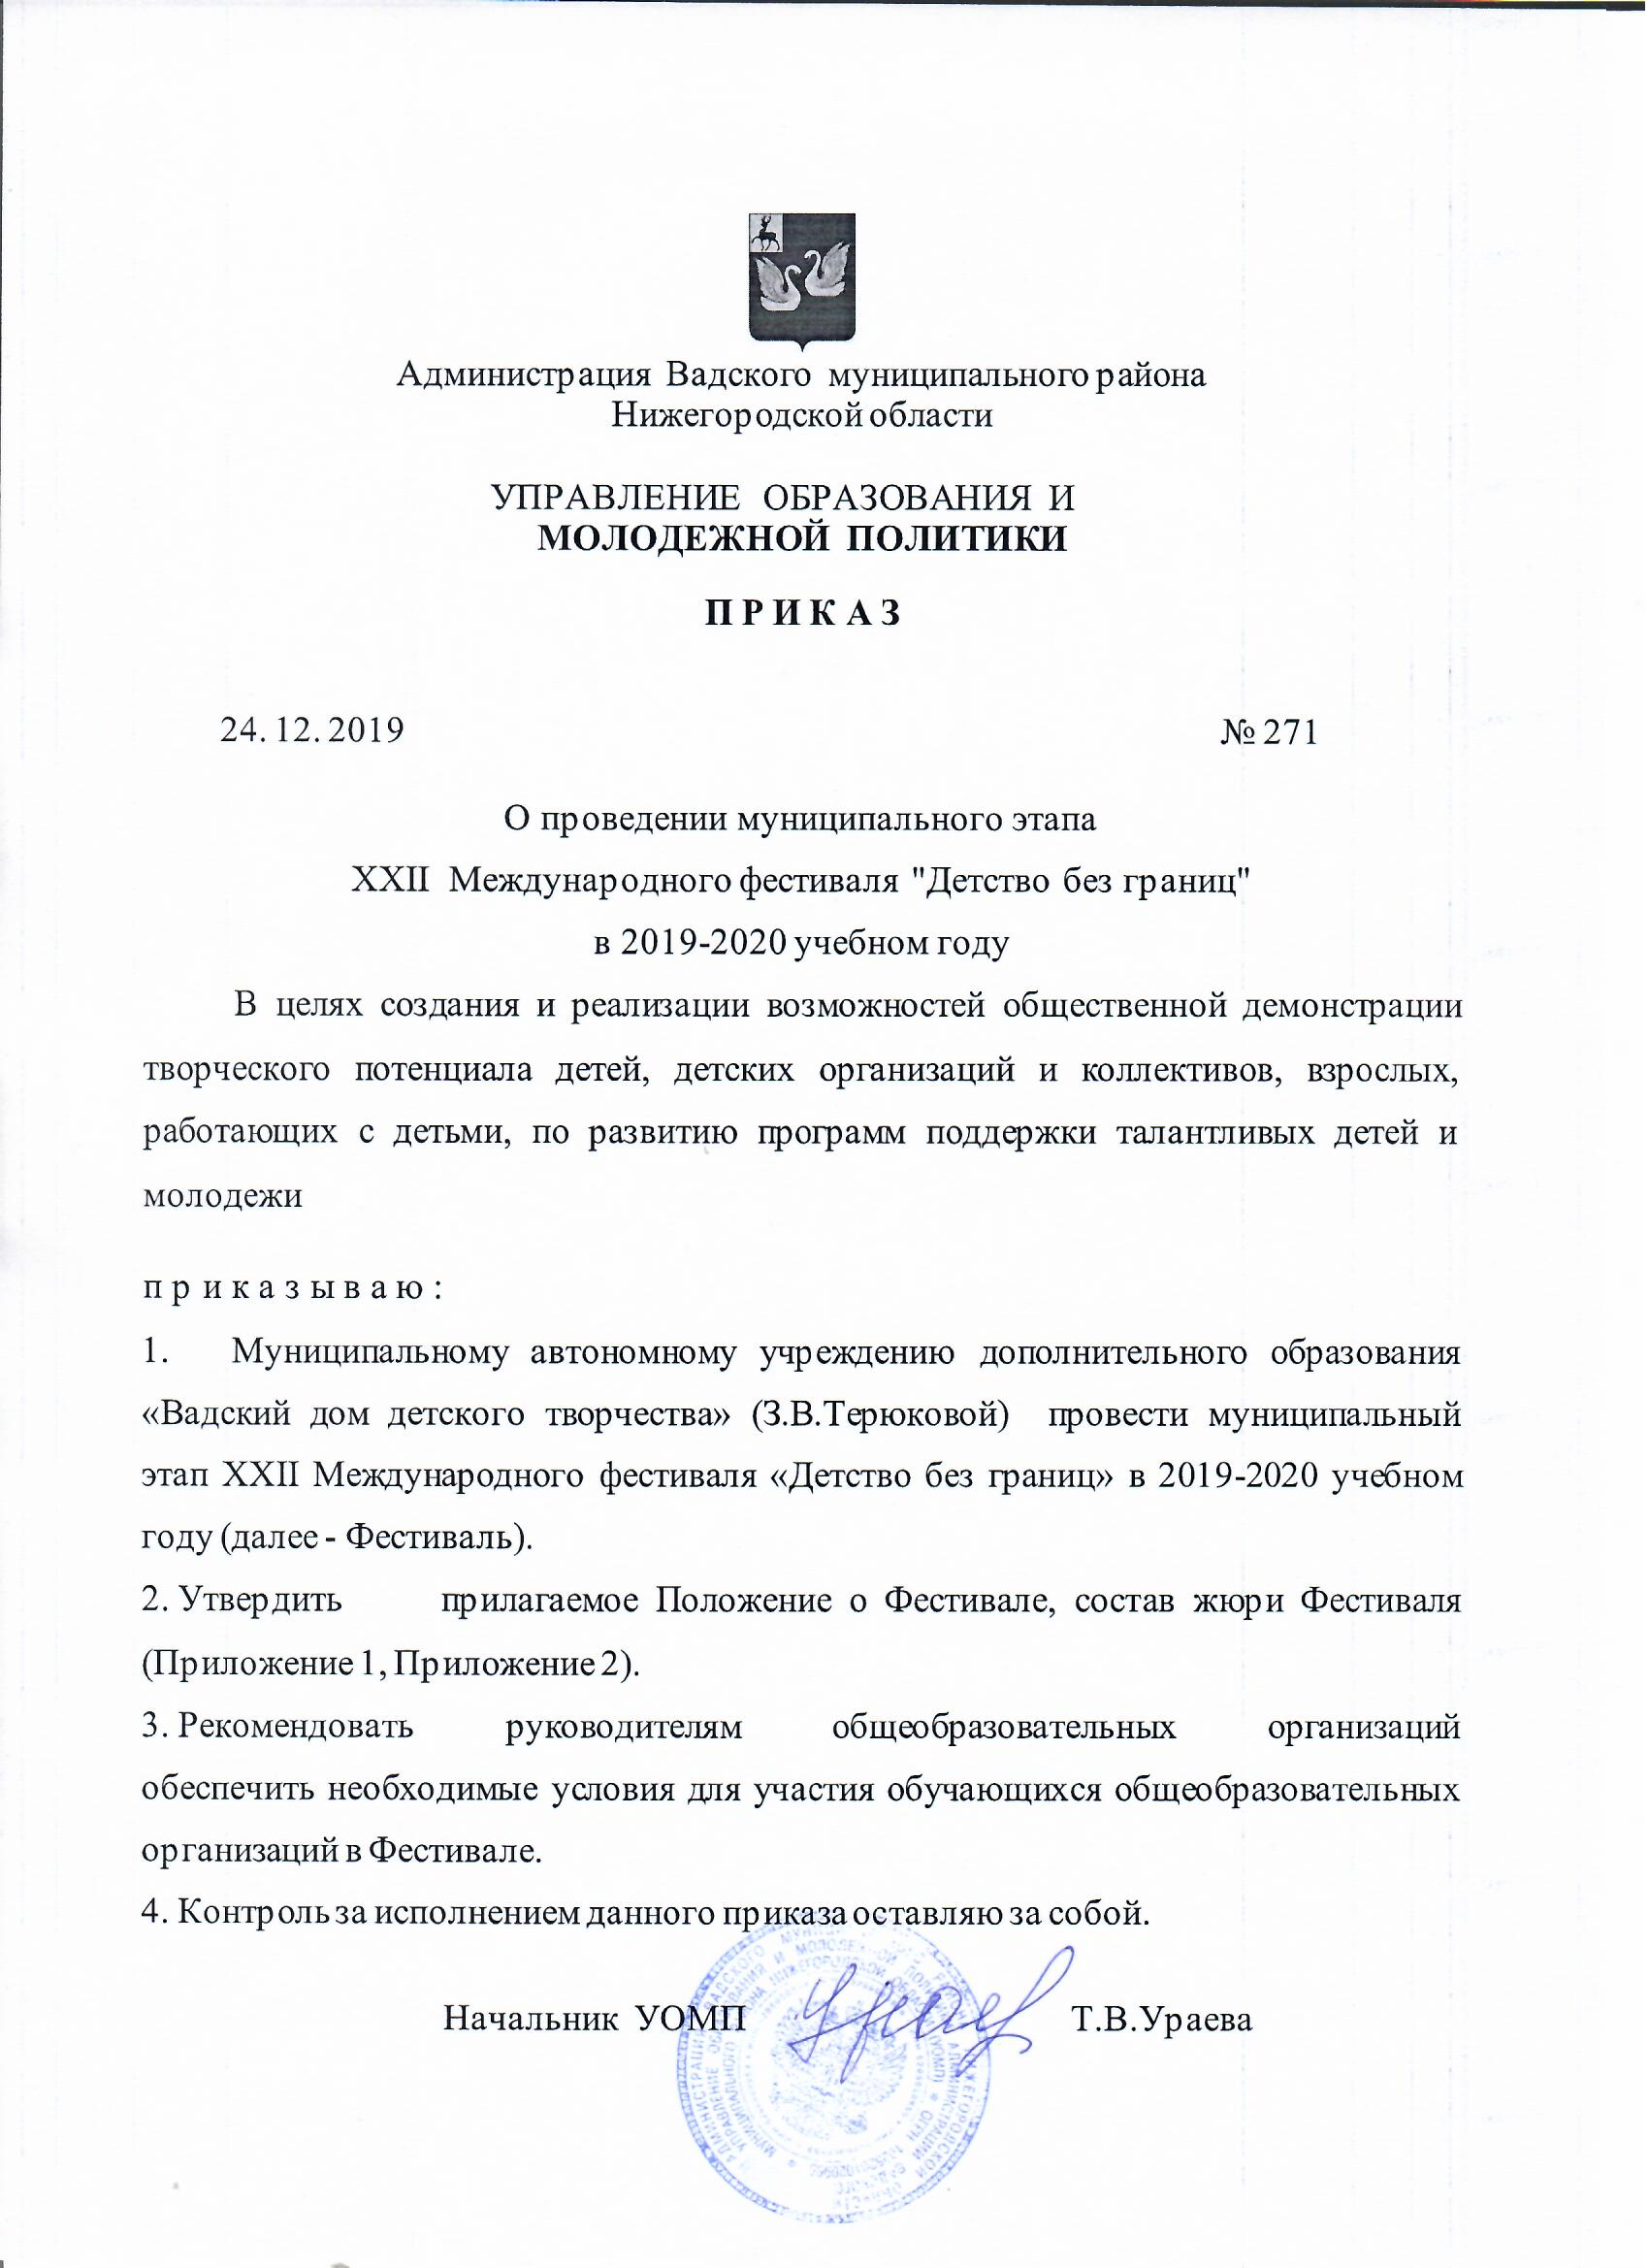 Администрация Вадского муниципального района
Нижегородской области
УПРАВЛЕНИЕ ОБРАЗОВАНИЯ И
МОЛОДЕЖНОЙ ПОЛИТИКИ
П Р И К А З
24. 12. 2019 № 271
О проведении муниципального этапа
XXII Международного фестиваля "Детство без границ"
в 2019-2020 учебном году
В целях создания и реализации возможностей общественной демонстрации
творческого потенциала детей, детских организаций и коллективов, взрослых,
работающих с детьми, по развитию программ поддержки талантливых детей и
молодежи
п р и к а з ы в а ю :
1. Муниципальному автономному учреждению дополнительного образования
«Вадский дом детского творчества» (З.В.Терюковой) провести муниципальный
этап XXII Международного фестиваля «Детство без границ» в 2019-2020 учебном
году (далее - Фестиваль).
2. Утвердить прилагаемое Положение о Фестивале, состав жюри Фестиваля
(Приложение 1, Приложение 2).
3. Рекомендовать руководителям общеобразовательных организаций
обеспечить необходимые условия для участия обучающихся общеобразовательных
организаций в Фестивале.
4. Контроль за исполнением данного приказа оставляю за собой.
Начальник УОМП Т.В.Ураева